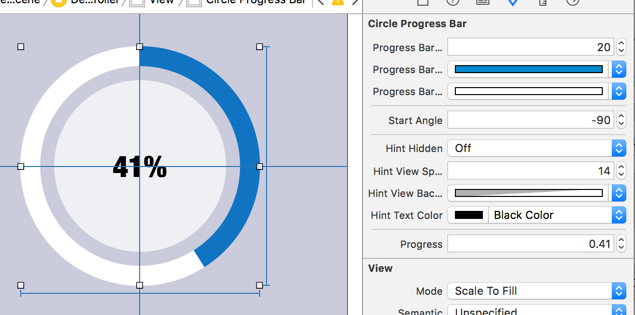 ...cene De...roller View Circle Progress Bar
Circle Progress Bar
Progress Bar... 20
Progress Bar...
Progress Bar...
Start Angle -90
Hint Hidden Off
Hint View Sp... 14
Hint View Bac...
Hint Text Color Black Color
Progress 0.41
41%
View
Mode Scale To Fill
Semantic Unspecified